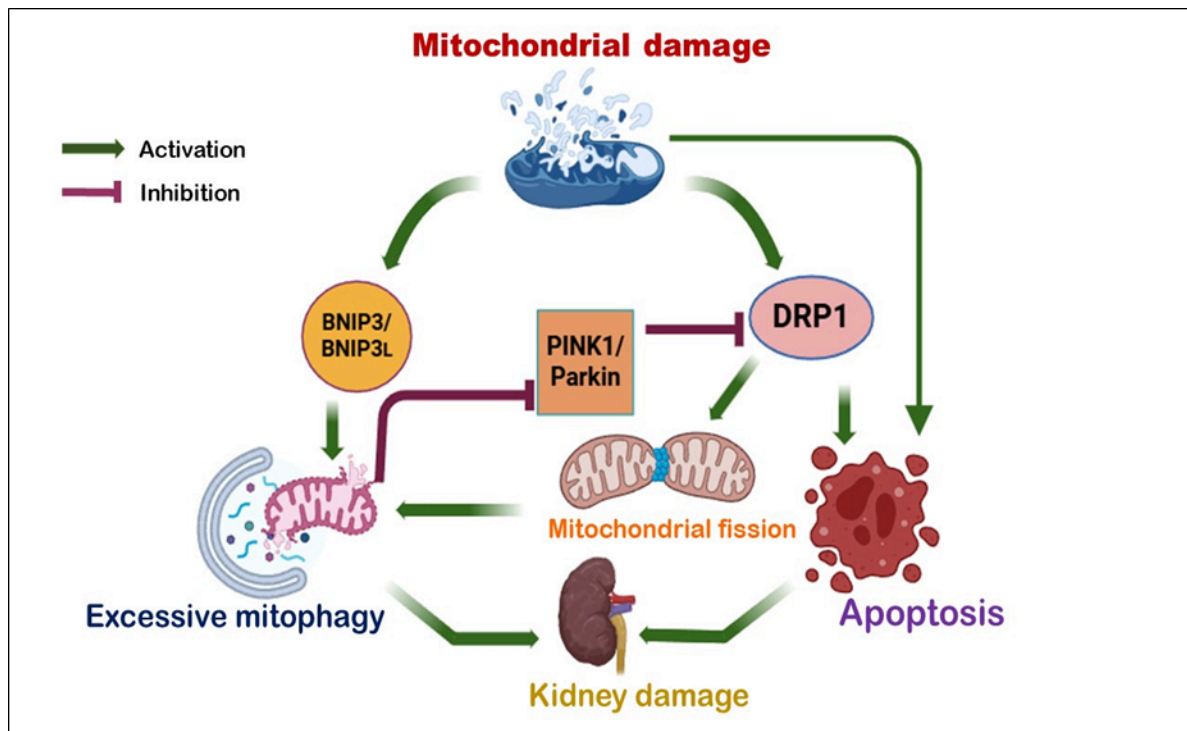 Mitochondrial damage
Activation
Inhibition
BNIP3/
BNIP3L
PINK1/
Parkin
DRP1
Mitochondrial fission
Excessive mitophagy
Apoptosis
Kidney damage